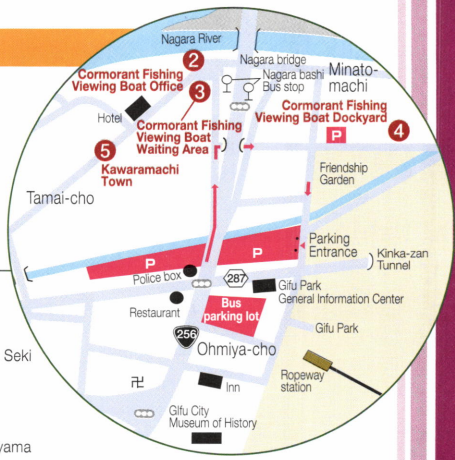 Nagara River
Nagara bridge
2
Cormorant Fishing
Viewing Boat Office
Nagara bashi
Bus stop
Minato-
machi
3
Hotel
Cormorant Fishing
Viewing Boat
Waiting Area
Cormorant Fishing
Viewing Boat Dockyard
P
4
5
Kawaramachi
Town
Friendship
Garden
Tamai-cho
P
P
Parking
Entrance
Kinka-zan
Tunnel
Police box
287
Gifu Park
General Information Center
Restaurant
Bus
parking lot
Gifu Park
256
Ohmiya-cho
Seki
卍
Inn
Ropeway
station
GIfu City
Museum of History
yama